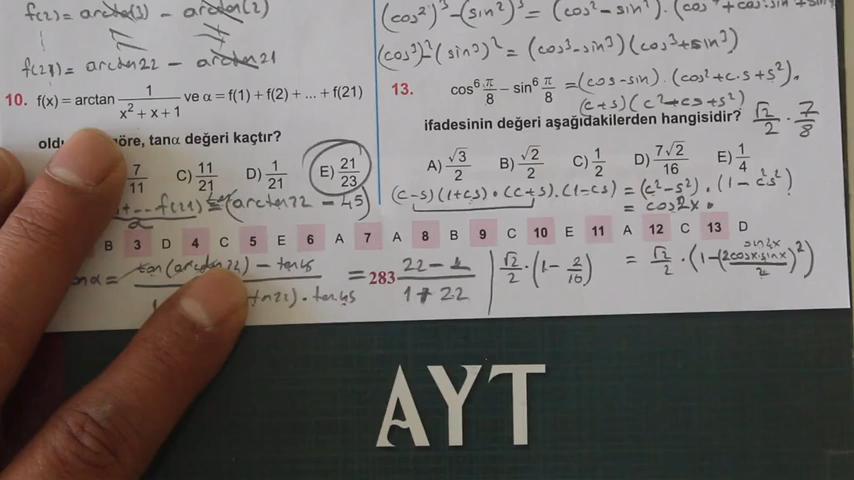 f(2) = arctan(3) - arctan(2)
f(21) = arctan22 - arctan21
10. f(x) = arctan 1/(x² + x + 1) ve α = f(1) + f(2) + ... + f(21)
göre, tanα değeri kaçtır?
7/11 C) 11/21 D) 1/21 E) 21/23
f(21) (arctan22 - 45)
tan(arctan22) - tan45 = 22 - 1
. tan45 1 + 22
(cos²)³ - (sin²)³ = (cos² - sin²) .
(cos³)² - (sin³)² = (cos³ - sin³)(cos³ + sin³)
13. cos⁶ π/8 - sin⁶ π/8 = (cos - sin) . (cos² + c.s + s²) .
(c + s)(c² + cs + s²)
ifadesinin değeri aşağıdakilerden hangisidir? √2/2 . 7/8
A) √3/2 B) √2/2 C) 1/2 D) 7√2/16 E) 1/4
(c - s)(1 + cs) . (c + s) . (1 - cs) = (c² - s²) . (1 - c²s²)
= cos2x .
B 3 D 4 C 5 E 6 A 7 A 8 B 9 C 10 E 11 A 12 C 13 D
283
√2/2 . (1 - 2/16) = √2/2 . (1 - (2cosx.sinx/2)²)
sin2x
AYT